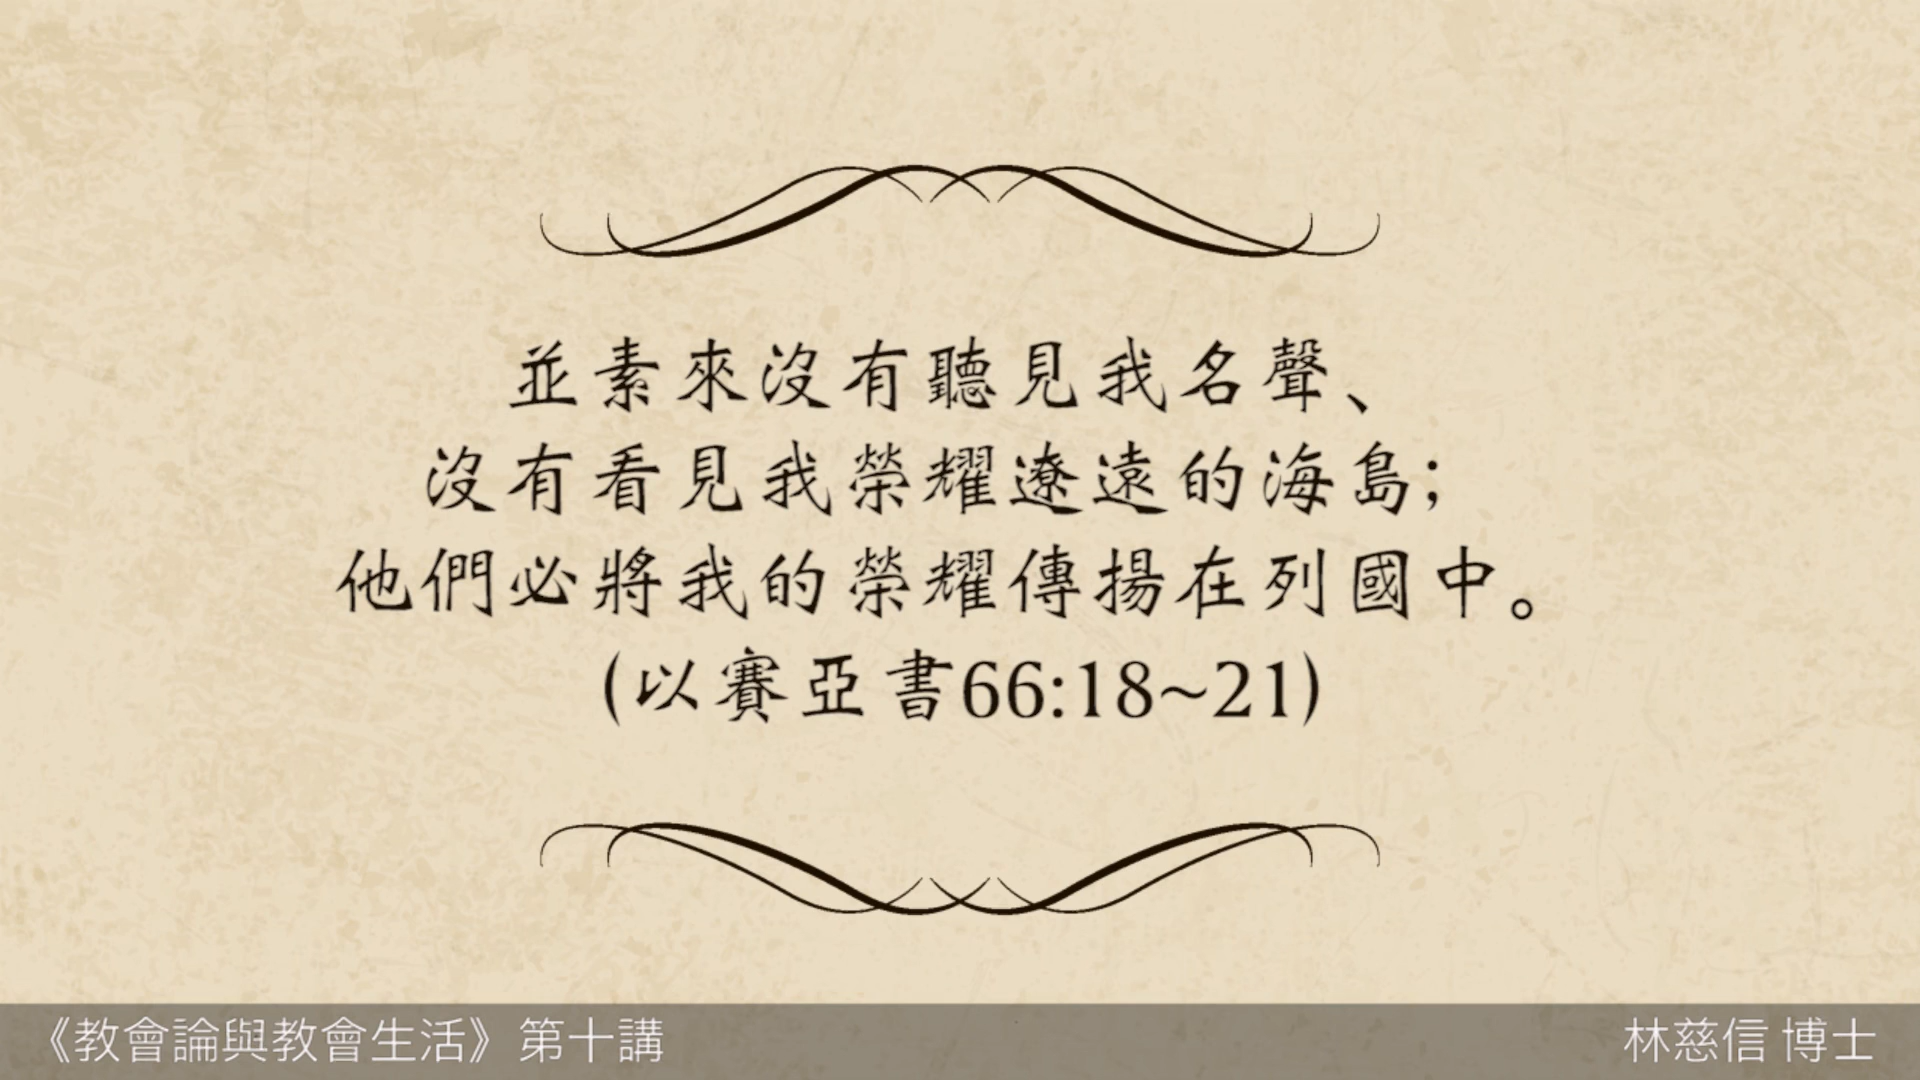 並素來沒有聽見我名聲、
沒有看見我榮耀遼遠的海島;
他們必將我的榮耀傳揚在列國中。
(以賽亞書66:18~21)
《教會論與教會生活》第十講
林慈信 博士